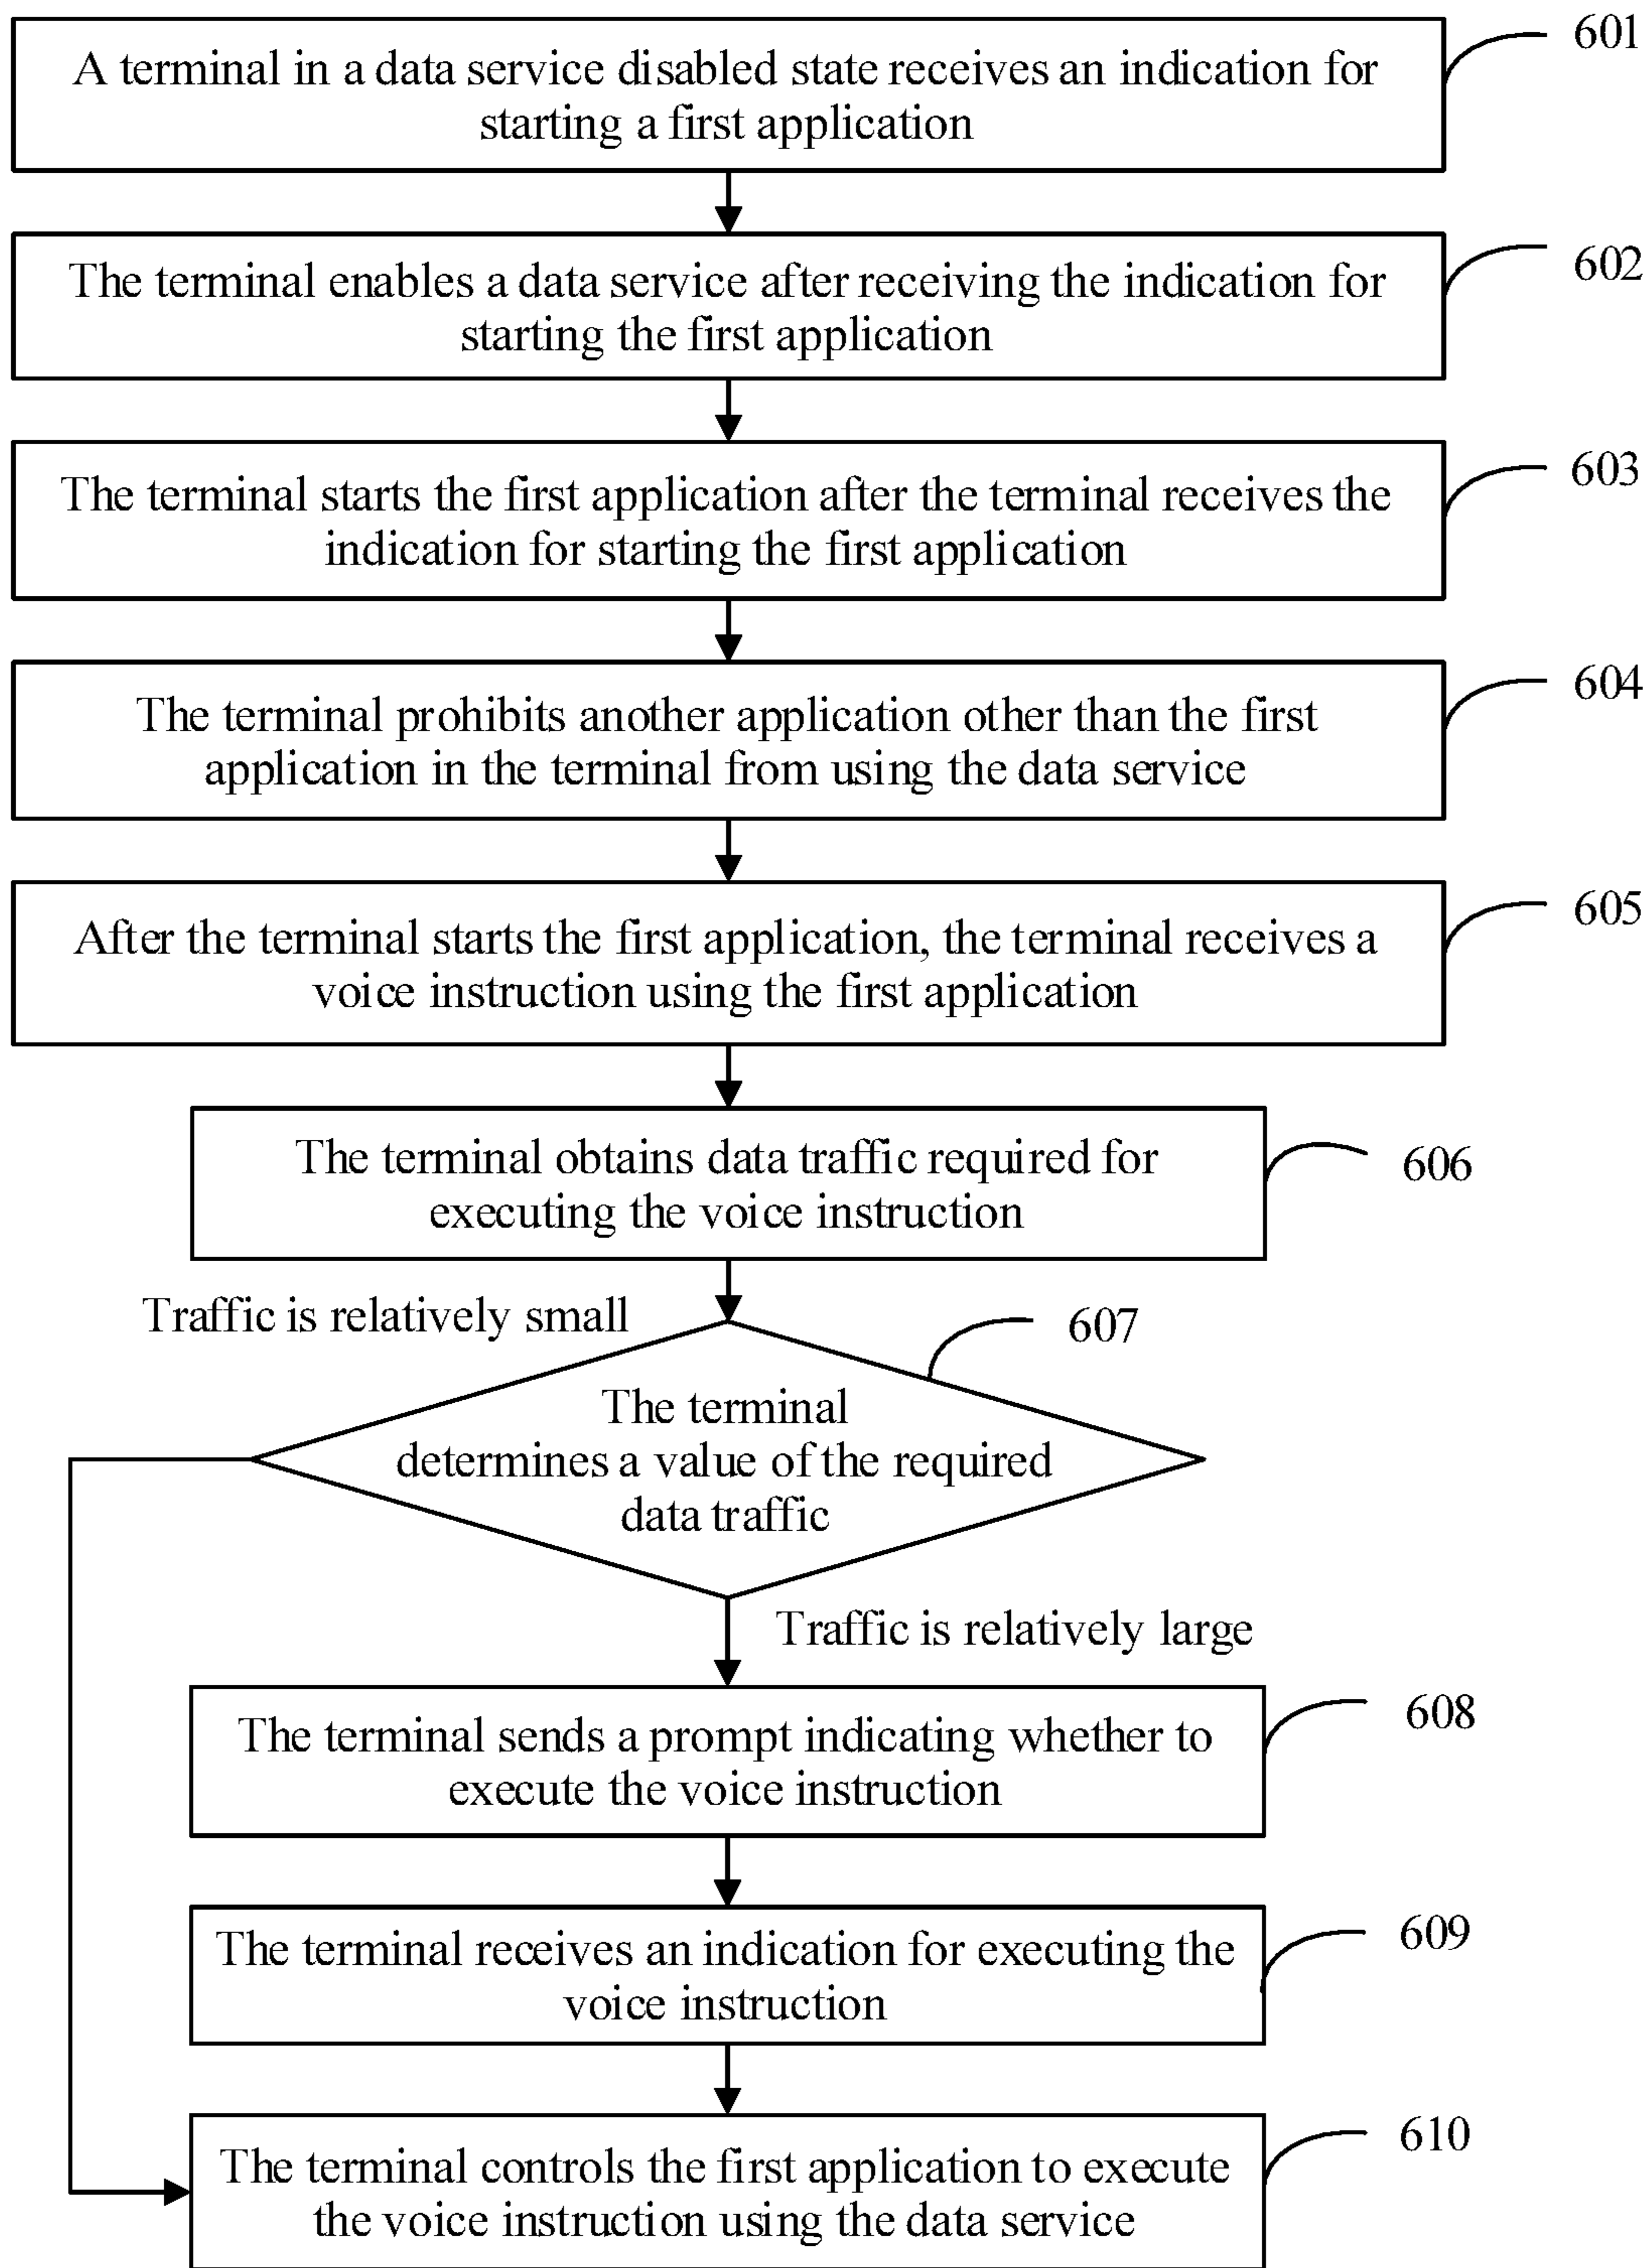 601
A terminal in a data service disabled state receives an indication for
starting a first application
602
The terminal enables a data service after receiving the indication for
starting the first application
603
The terminal starts the first application after the terminal receives the
indication for starting the first application
604
The terminal prohibits another application other than the first
application in the terminal from using the data service
605
After the terminal starts the first application, the terminal receives a
voice instruction using the first application
606
The terminal obtains data traffic required for
executing the voice instruction
Traffic is relatively small
607
The terminal
determines a value of the required
data traffic
Traffic is relatively large
608
The terminal sends a prompt indicating whether to
execute the voice instruction
609
The terminal receives an indication for executing the
voice instruction
610
The terminal controls the first application to execute
the voice instruction using the data service